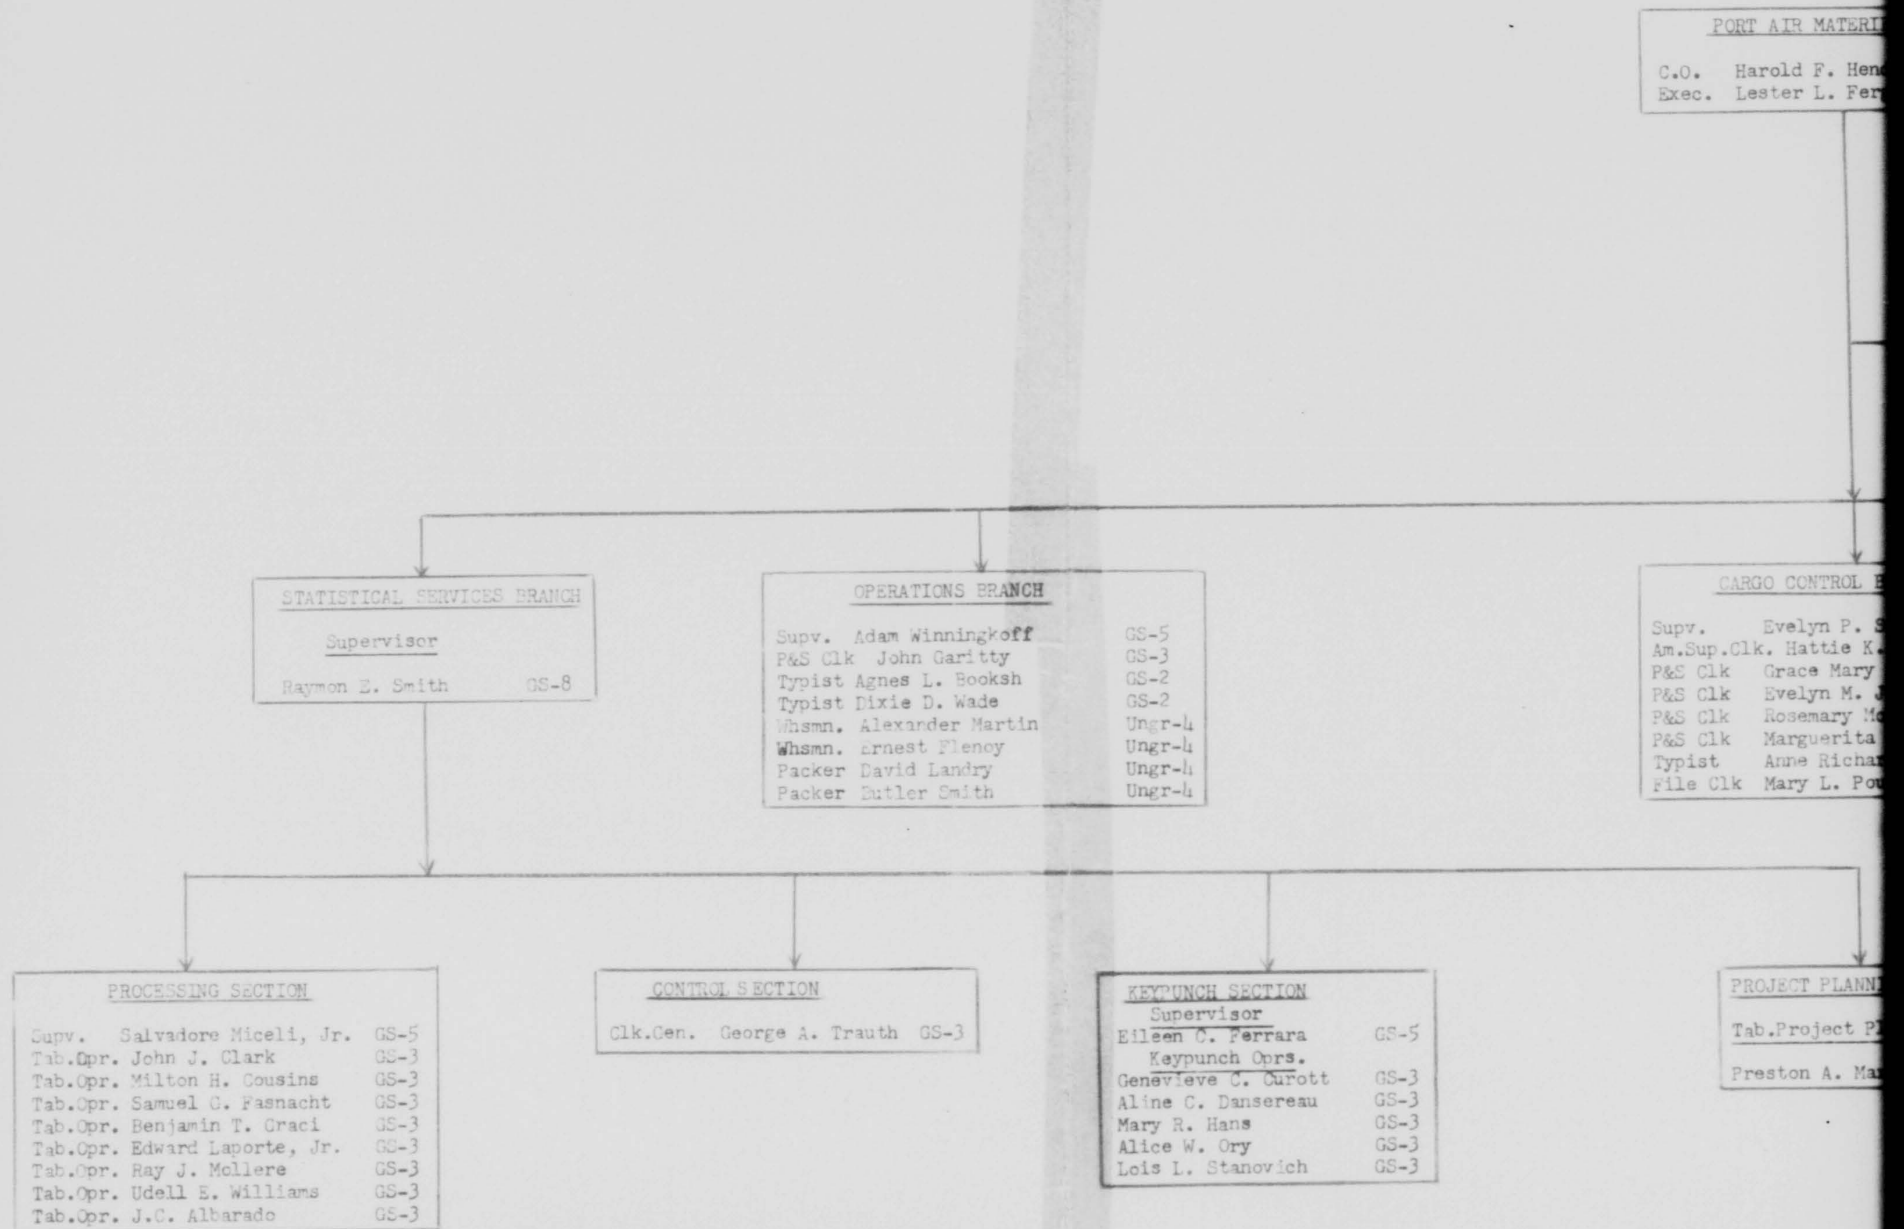 PORT AIR MATERI
C.O. Harold F. Hen
Exec. Lester L. Fer
STATISTICAL SERVICES BRANCH
Supervisor
Raymon E. Smith GS-8
OPERATIONS BRANCH
Supv. Adam Winningkoff GS-5
P&S Clk John Garitty GS-3
Typist Agnes L. Booksh GS-2
Typist Dixie D. Wade GS-2
Whsmn. Alexander Martin Ungr-4
Whsmn. Ernest Flenoy Ungr-4
Packer David Landry Ungr-4
Packer Butler Smith Ungr-4
CARGO CONTROL
Supv. Evelyn P. S
Am.Sup.Clk. Hattie K.
P&S Clk Grace Mary
P&S Clk Evelyn M. J
P&S Clk Rosemary Mc
P&S Clk Marguerita
Typist Anne Richar
File Clk Mary L. Pou
PROCESSING SECTION
Supv. Salvadore Miceli, Jr. GS-5
Tab.Opr. John J. Clark GS-3
Tab.Opr. Milton H. Cousins GS-3
Tab.Opr. Samuel C. Fasnacht GS-3
Tab.Opr. Benjamin T. Graci GS-3
Tab.Opr. Edward Laporte, Jr. GS-3
Tab.Opr. Ray J. Mollere GS-3
Tab.Opr. Udell E. Williams GS-3
Tab.Opr. J.C. Albarado GS-3
CONTROL SECTION
Clk.Gen. George A. Trauth GS-3
KEYPUNCH SECTION
Supervisor
Eileen C. Ferrara GS-5
Keypunch Oprs.
Genevieve C. Curott GS-3
Aline C. Dansereau GS-3
Mary R. Hans GS-3
Alice W. Ory GS-3
Lois L. Stanovich GS-3
PROJECT PLANNI
Tab.Project Pl
Preston A. Mar